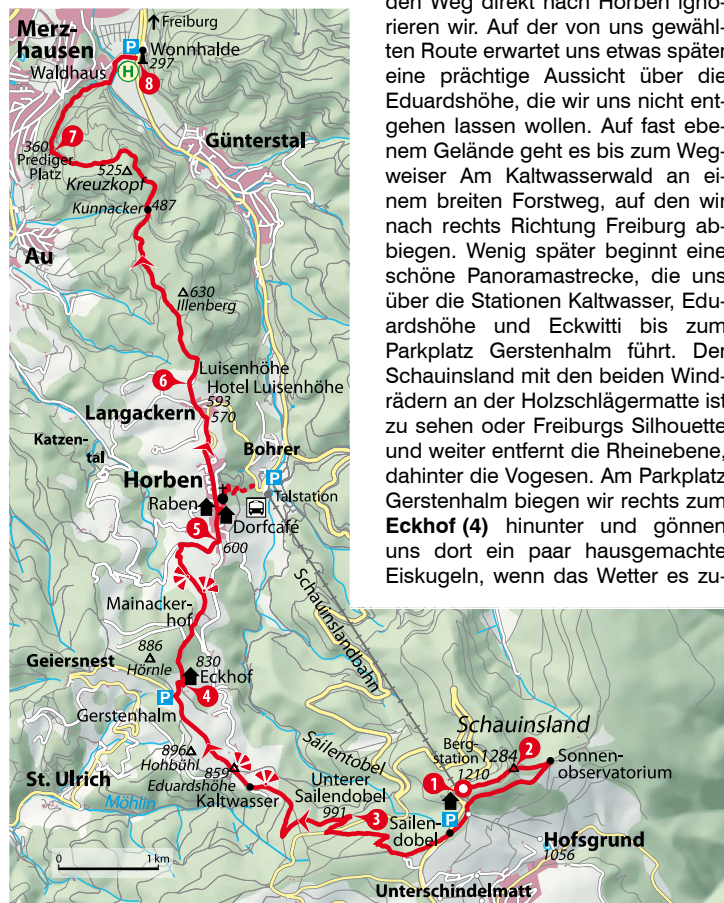 den Weg direkt nach Horben igno-
rieren wir. Auf der von uns gewähl-
ten Route erwartet uns etwas später
eine prächtige Aussicht über die
Eduardshöhe, die wir uns nicht ent-
gehen lassen wollen. Auf fast ebe-
nem Gelände geht es bis zum Weg-
weiser Am Kaltwasserwald an ei-
nem breiten Forstweg, auf den wir
nach rechts Richtung Freiburg ab-
biegen. Wenig später beginnt eine
schöne Panoramastrecke, die uns
über die Stationen Kaltwasser, Edu-
ardshöhe und Eckwitti bis zum
Parkplatz Gerstenhalm führt. Der
Schauinsland mit den beiden Wind-
rädern an der Holzschlägermatte ist
zu sehen oder Freiburgs Silhouette
und weiter entfernt die Rheinebene,
dahinter die Vogesen. Am Parkplatz
Gerstenhalm biegen wir rechts zum
Eckhof (4) hinunter und gönnen
uns dort ein paar hausgemachte
Eiskugeln, wenn das Wetter es zu-
Freiburg
Merz-
hausen
P
Wonnhalde
297
Waldhaus
H
8
Günterstal
7
360
Prediger
Platz
525
Kreuzkopf
Kunnacker
487
Au
630
Illenberg
Luisenhöhe
6
Hotel Luisenhöhe
593
Langackern
570
Katzen-
tal
Bohrer
Horben
P
Raben
Talstation
Dorfcafé
5
600
Schauinslandbahn
Mainacker-
hof
886
Hörnle
Geiersnest
830
Eckhof
4
P
Gerstenhalm
Schauinsland
Sailentobel
Berg-
station
1284
2
Sonnen-
observatorium
896
Hohbühl
859
Eduardshöhe
Kaltwasser
Unterer
Sailendobel
991
1
1210
St. Ulrich
Möhlin
3
P
Sailen-
dobel
Hofsgrund
1056
0
1 km
Unterschindelmatt